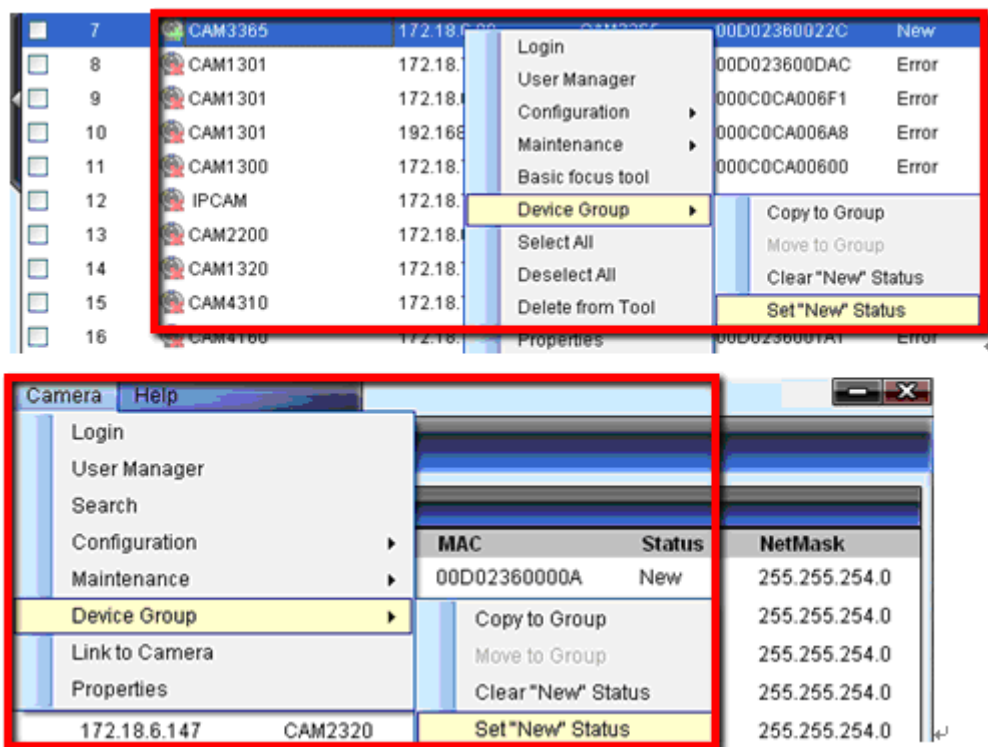 7 CAM3365 172.18. 00D02360022C New
8 CAM1301 172.18. 00D023600DAC Error
9 CAM1301 172.18. 000C0CA006F1 Error
10 CAM1301 192.168 000C0CA006A8 Error
11 CAM1300 172.18. 000C0CA00600 Error
12 IPCAM 172.18.
13 CAM2200 172.18.
14 CAM1320 172.18.
15 CAM4310 172.18.
16 CAM4160 172.18. 00D0236001A1 Error
Login
User Manager
Configuration
Maintenance
Basic focus tool
Device Group
Select All
Deselect All
Delete from Tool
Properties
Copy to Group
Move to Group
Clear "New" Status
Set "New" Status
Camera Help
Login
User Manager
Search
Configuration
Maintenance
Device Group
Link to Camera
Properties
Copy to Group
Move to Group
Clear "New" Status
Set "New" Status
MAC Status NetMask
00D02360000A New 255.255.254.0
255.255.254.0
255.255.254.0
255.255.254.0
172.18.6.147 CAM2320 255.255.254.0